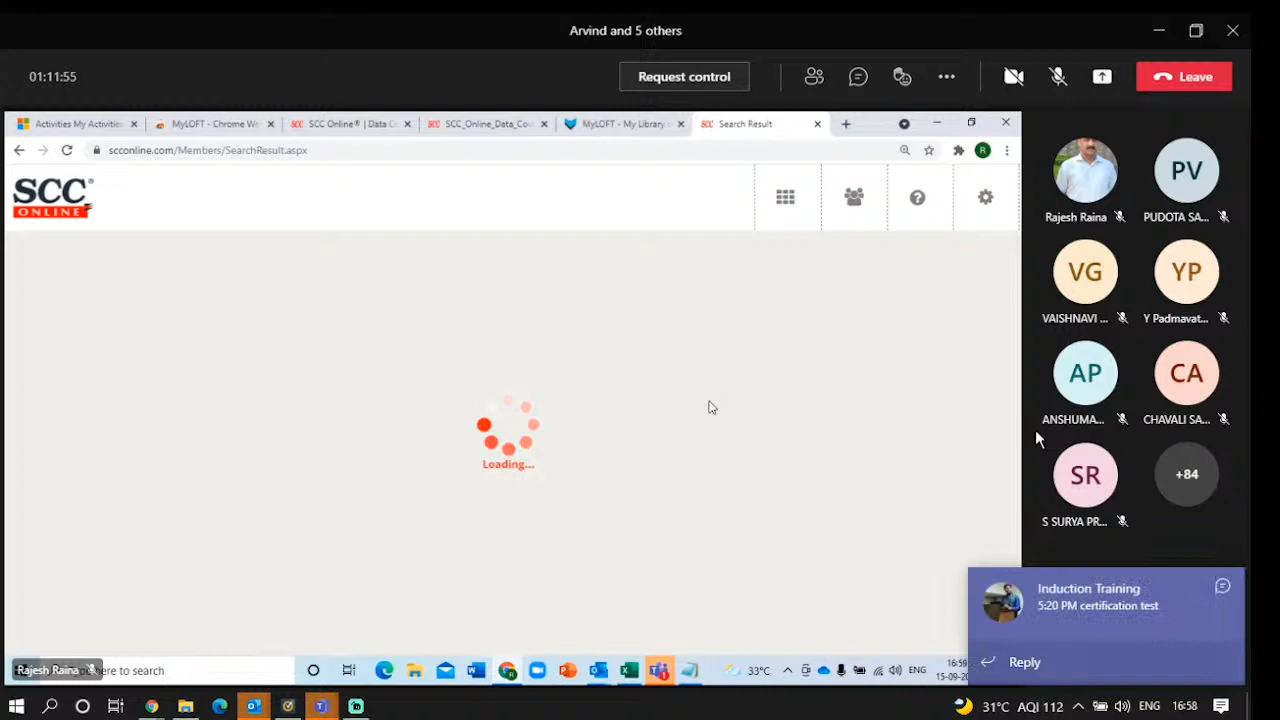 Arvind and 5 others
01:11:55
Request control
Leave
Activities My Activitie
MyLOFT - Chrome We
SCC Online® | Data C
SCC_Online_Data_Cou
MyLOFT - My Library
Search Result
scconline.com/Members/SearchResult.aspx
R
SCC®
ONLINE
Loading...
Rajesh Raina
PV
PUDOTA SA...
VG
VAISHNAVI ...
YP
Y Padmavat...
AP
ANSHUMA...
CA
CHAVALI SA...
SR
S SURYA PR...
+84
Induction Training
5:20 PM certification test
Reply
Rajesh Raina
here to search
33°C
ENG
16:59
15-09-20
31°C AQI 112
ENG
16:58